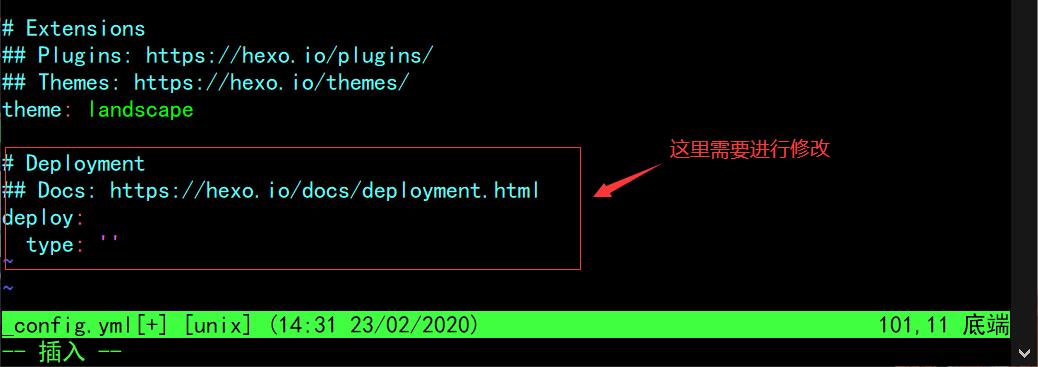 # Extensions
## Plugins: https://hexo.io/plugins/
## Themes: https://hexo.io/themes/
theme: landscape
这里需要进行修改
# Deployment
## Docs: https://hexo.io/docs/deployment.html
deploy:
  type: ''
~
~
_config.yml[+] [unix] (14:31 23/02/2020) 101,11 底端
-- 插入 --